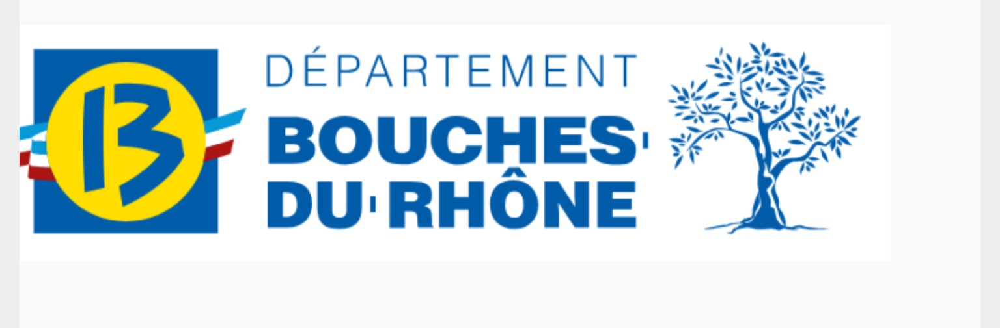 13
DÉPARTEMENT
BOUCHES-
DU-RHÔNE